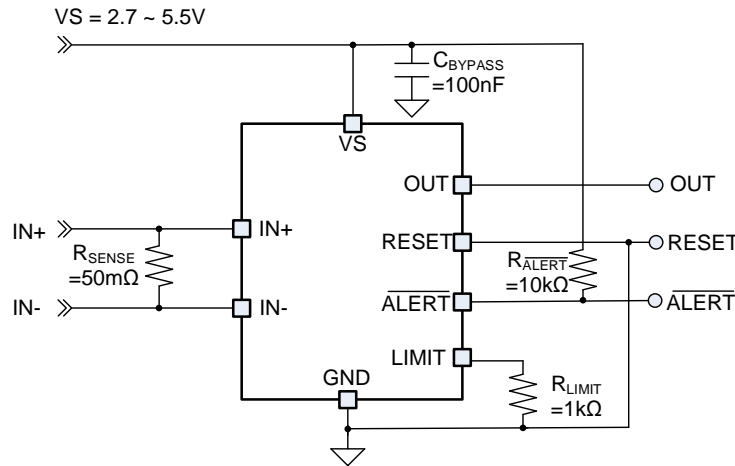 VS = 2.7 ~ 5.5V
C_BYPASS
=100nF
VS
OUT
OUT
IN+
IN+
RESET
RESET
R_SENSE
=50mΩ
R_ALERT
=10kΩ
IN-
IN-
ALERT
ALERT
LIMIT
GND
R_LIMIT
=1kΩ